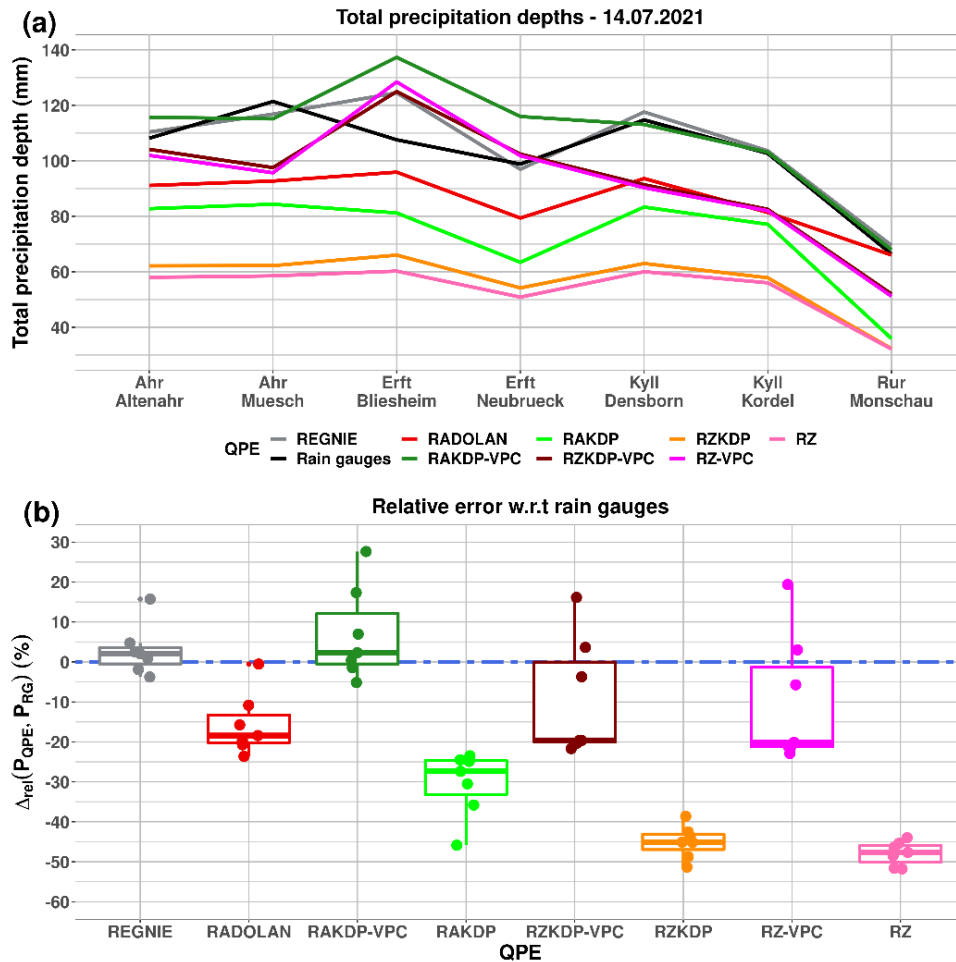 (a)
Total precipitation depths - 14.07.2021
Total precipitation depth (mm)
140
120
100
80
60
40
Ahr
Altenahr
Ahr
Muesch
Erft
Bliesheim
Erft
Neubrueck
Kyll
Densborn
Kyll
Kordel
Rur
Monschau
QPE
REGNIE
RADOLAN
RAKDP
RZKDP
RZ
Rain gauges
RAKDP-VPC
RZKDP-VPC
RZ-VPC
(b)
Relative error w.r.t rain gauges
Δrel(PQPE, PRG) (%)
30
20
10
0
-10
-20
-30
-40
-50
-60
REGNIE
RADOLAN
RAKDP-VPC
RAKDP
RZKDP-VPC
RZKDP
RZ-VPC
RZ
QPE